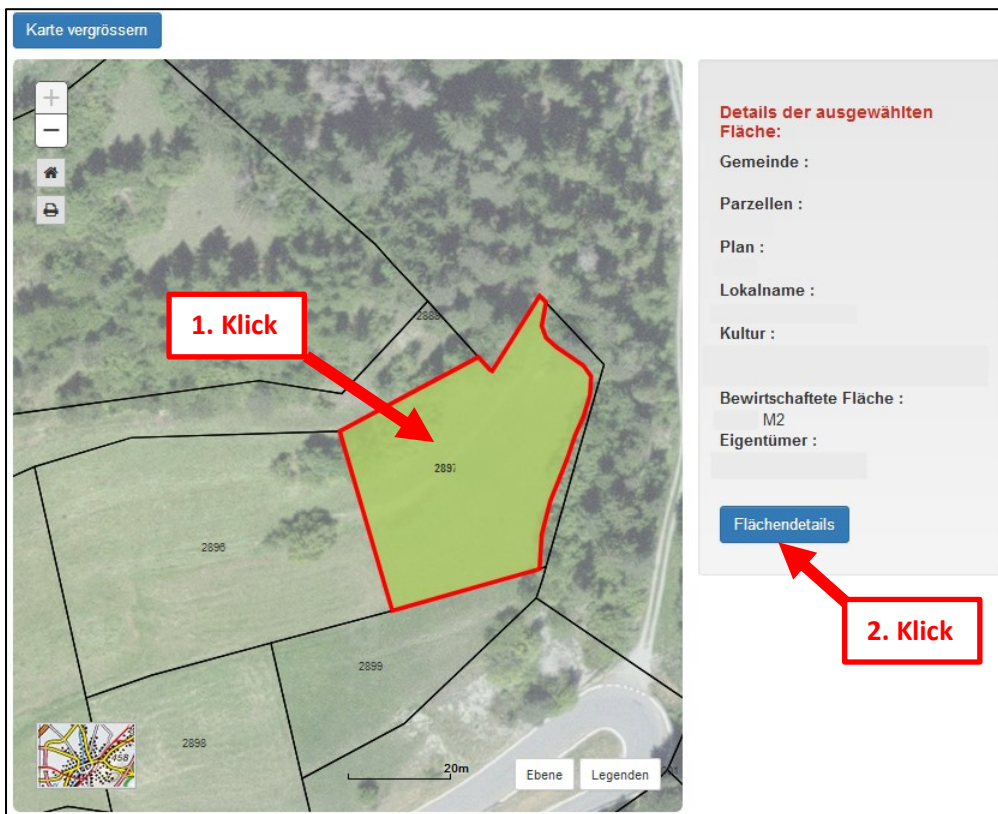 Karte vergrössern
Details der ausgewählten
Fläche:
Gemeinde :
Parzellen :
Plan :
Lokalname :
Kultur :
Bewirtschaftete Fläche :
M2
Eigentümer :
Flächendetails
1. Klick
2. Klick
2888
2897
2896
2899
2898
458
20m
Ebene
Legenden